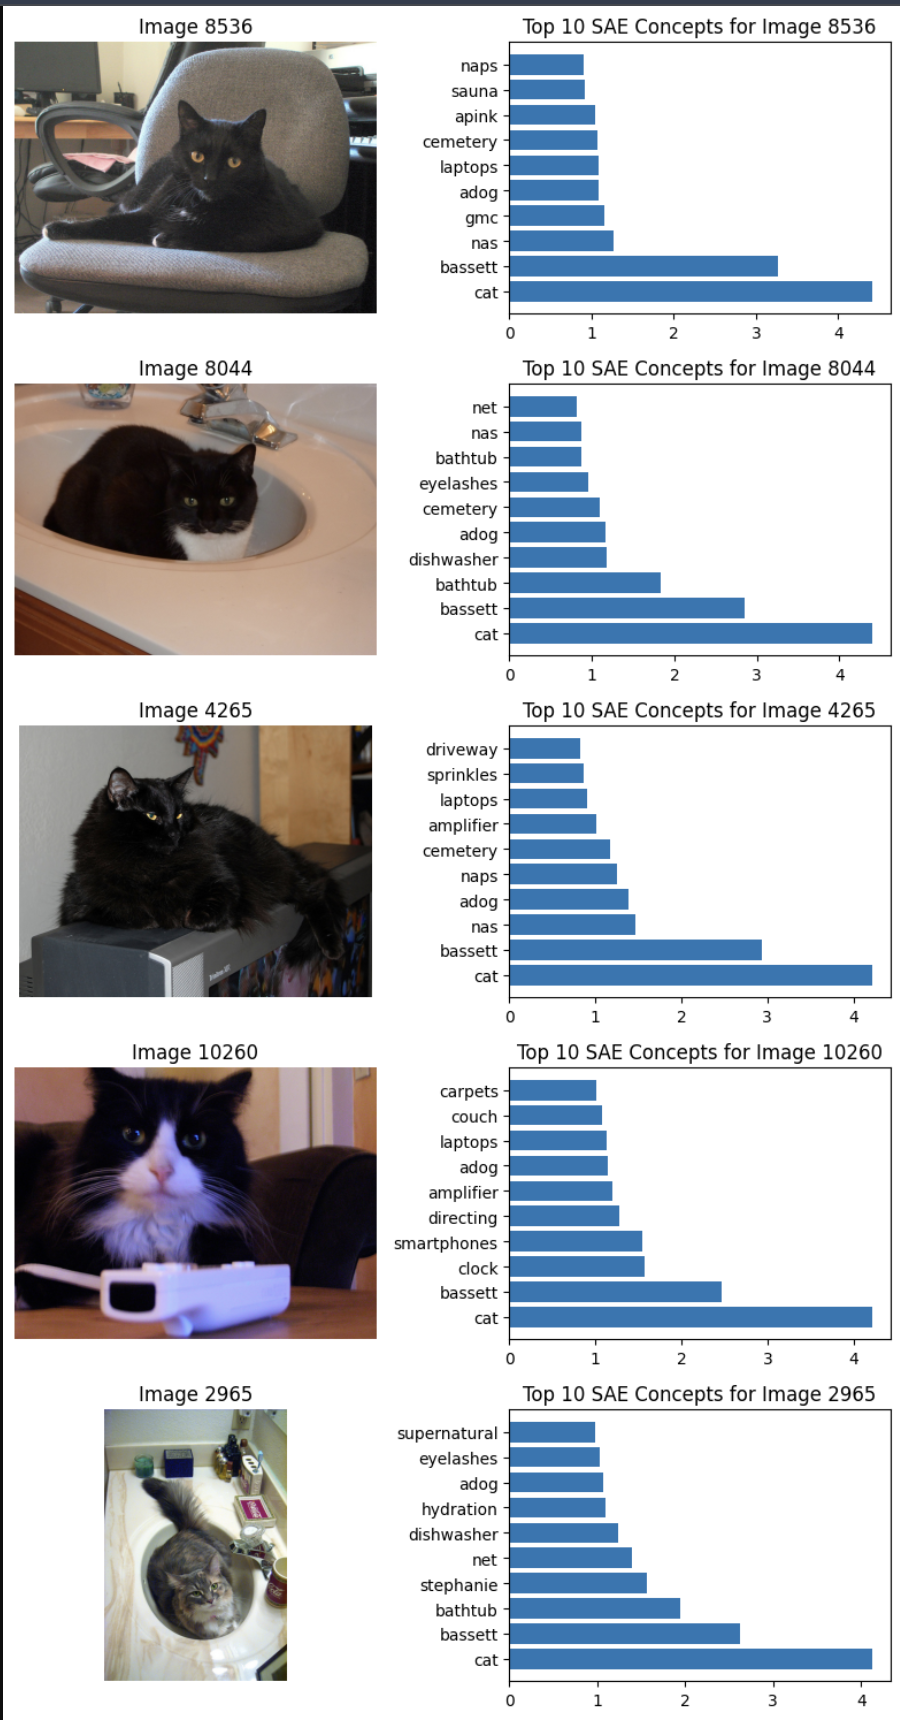 Image 8536
Top 10 SAE Concepts for Image 8536
naps
sauna
apink
cemetery
laptops
adog
gmc
nas
bassett
cat
0 1 2 3 4
Image 8044
Top 10 SAE Concepts for Image 8044
net
nas
bathtub
eyelashes
cemetery
adog
dishwasher
bathtub
bassett
cat
0 1 2 3 4
Image 4265
Top 10 SAE Concepts for Image 4265
driveway
sprinkles
laptops
amplifier
cemetery
naps
adog
nas
bassett
cat
0 1 2 3 4
Image 10260
Top 10 SAE Concepts for Image 10260
carpets
couch
laptops
adog
amplifier
directing
smartphones
clock
bassett
cat
0 1 2 3 4
Image 2965
Top 10 SAE Concepts for Image 2965
supernatural
eyelashes
adog
hydration
dishwasher
net
stephanie
bathtub
bassett
cat
0 1 2 3 4